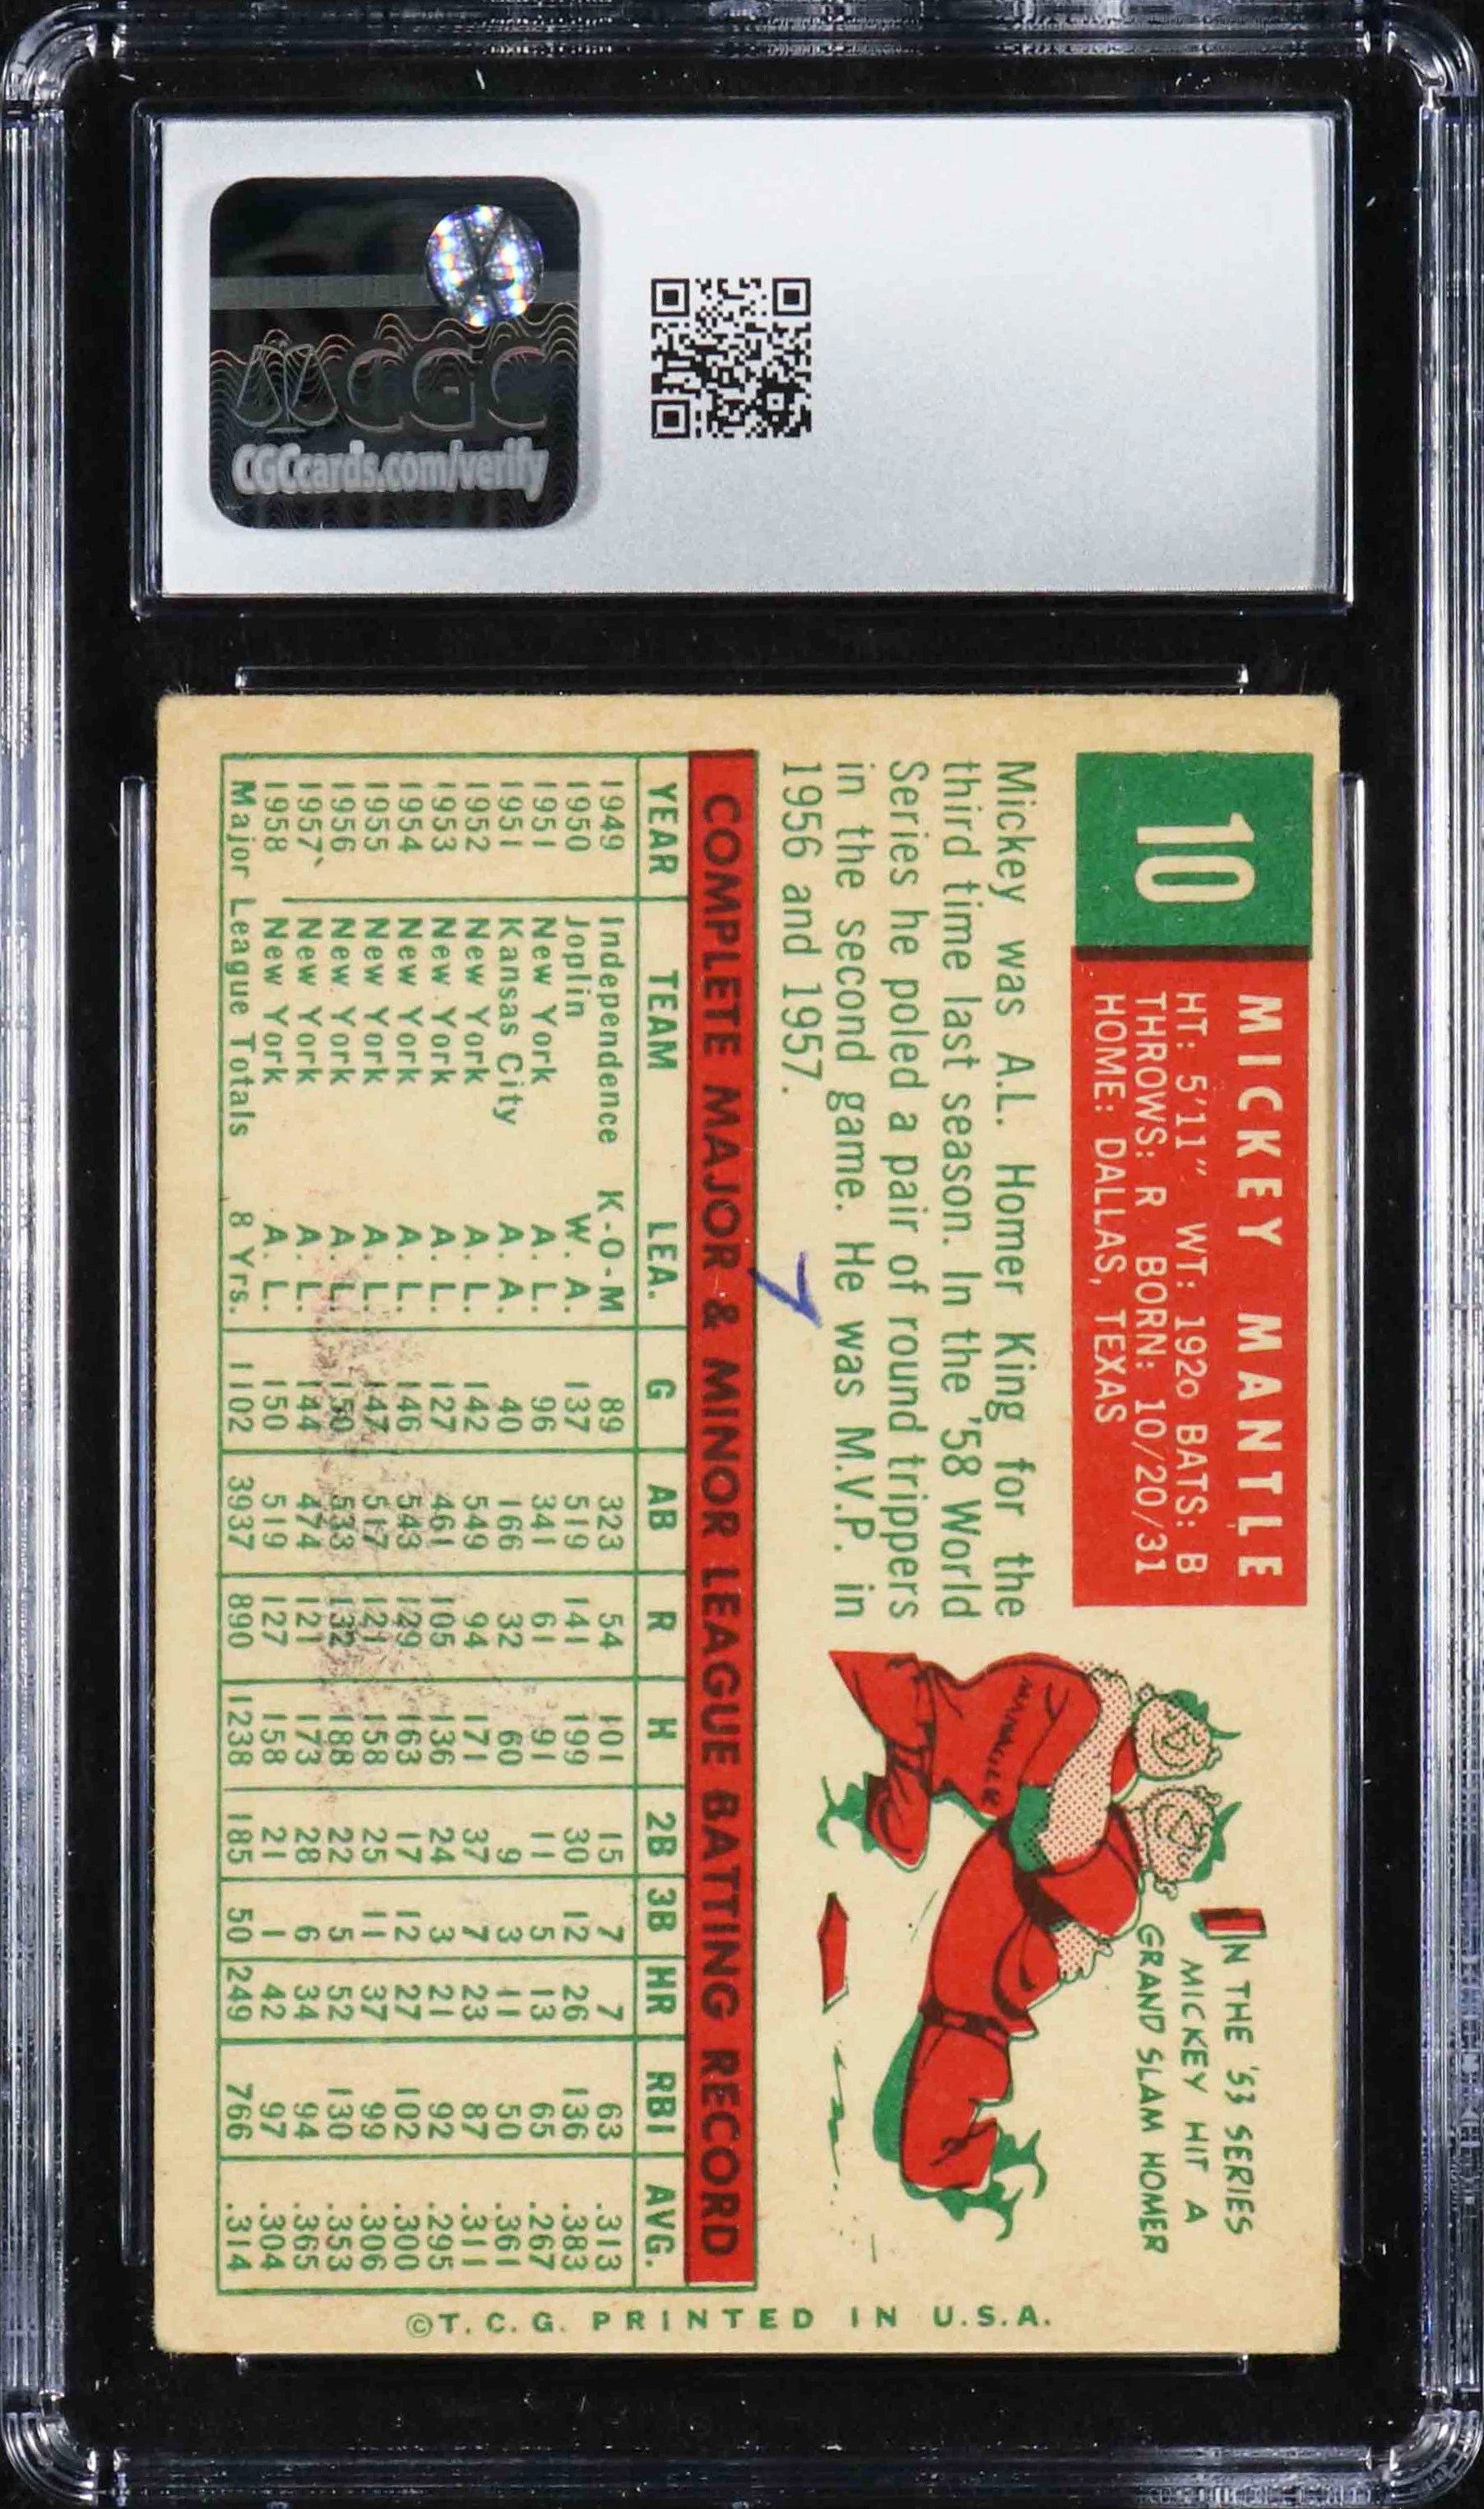 CGC
CGCcards.com/verify
10
MICKEY MANTLE
HT: 5'11" WT: 192o BATS: B
THROWS: R BORN: 10/20/31
HOME: DALLAS, TEXAS
Mickey was A.L. Homer King for the
third time last season. In the '58 World
Series he poled a pair of round trippers
in the second game. He was M.V.P. in
1956 and 1957.
7
MANAGER
IN THE '53 SERIES
MICKEY HIT A
GRAND SLAM HOMER
COMPLETE MAJOR & MINOR LEAGUE BATTING RECORD
YEAR TEAM LEA. G AB R H 2B 3B HR RBI AVG.
1949 Independence K-O-M 89 323 54 101 15 7 7 63 .313
1950 Joplin W. A. 137 519 141 199 30 12 26 136 .383
1951 New York A. L. 96 341 61 91 11 5 13 65 .267
1951 Kansas City A. A. 40 166 32 60 9 3 11 50 .361
1952 New York A. L. 142 549 94 171 37 7 23 87 .311
1953 New York A. L. 127 461 105 136 24 3 21 92 .295
1954 New York A. L. 146 543 129 163 17 12 27 102 .300
1955 New York A. L. 147 517 121 158 25 11 37 99 .306
1956 New York A. L. 150 533 132 188 22 5 52 130 .353
1957 New York A. L. 144 474 121 173 28 6 34 94 .365
1958 New York A. L. 150 519 127 158 21 1 42 97 .304
Major League Totals 8 Yrs. 1102 3937 890 1238 185 50 249 766 .314
©T. C. G. PRINTED IN U.S.A.